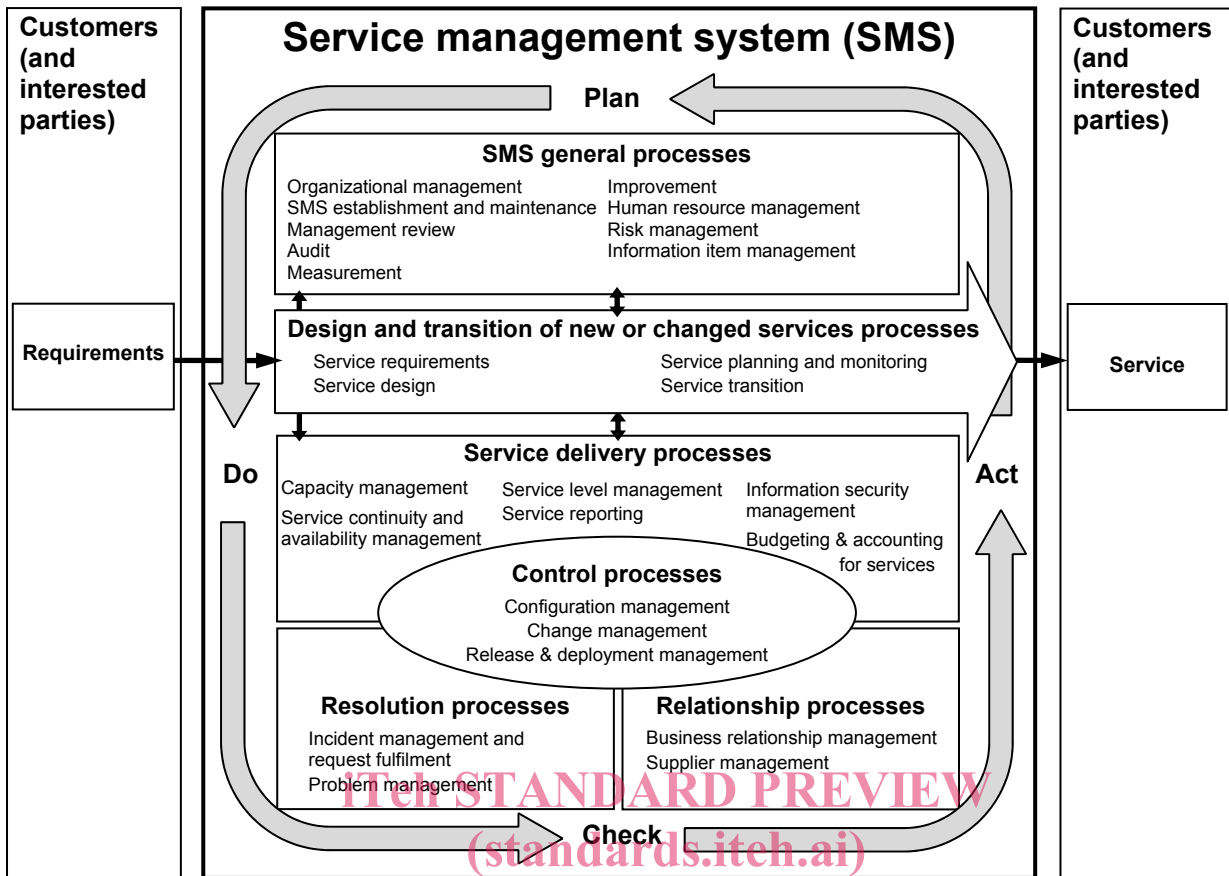 Customers
(and
interested
parties)
Requirements
Service management system (SMS)
Plan
SMS general processes
Organizational management
SMS establishment and maintenance
Management review
Audit
Measurement
Improvement
Human resource management
Risk management
Information item management
Design and transition of new or changed services processes
Service requirements
Service design
Service planning and monitoring
Service transition
Do
Act
Service delivery processes
Capacity management
Service continuity and
availability management
Service level management
Service reporting
Information security
management
Budgeting & accounting
for services
Control processes
Configuration management
Change management
Release & deployment management
Resolution processes
Incident management and
request fulfilment
Problem management
Relationship processes
Business relationship management
Supplier management
iTeh STANDARD PREVIEW
Check
(standards.iteh.ai)
Customers
(and
interested
parties)
Service